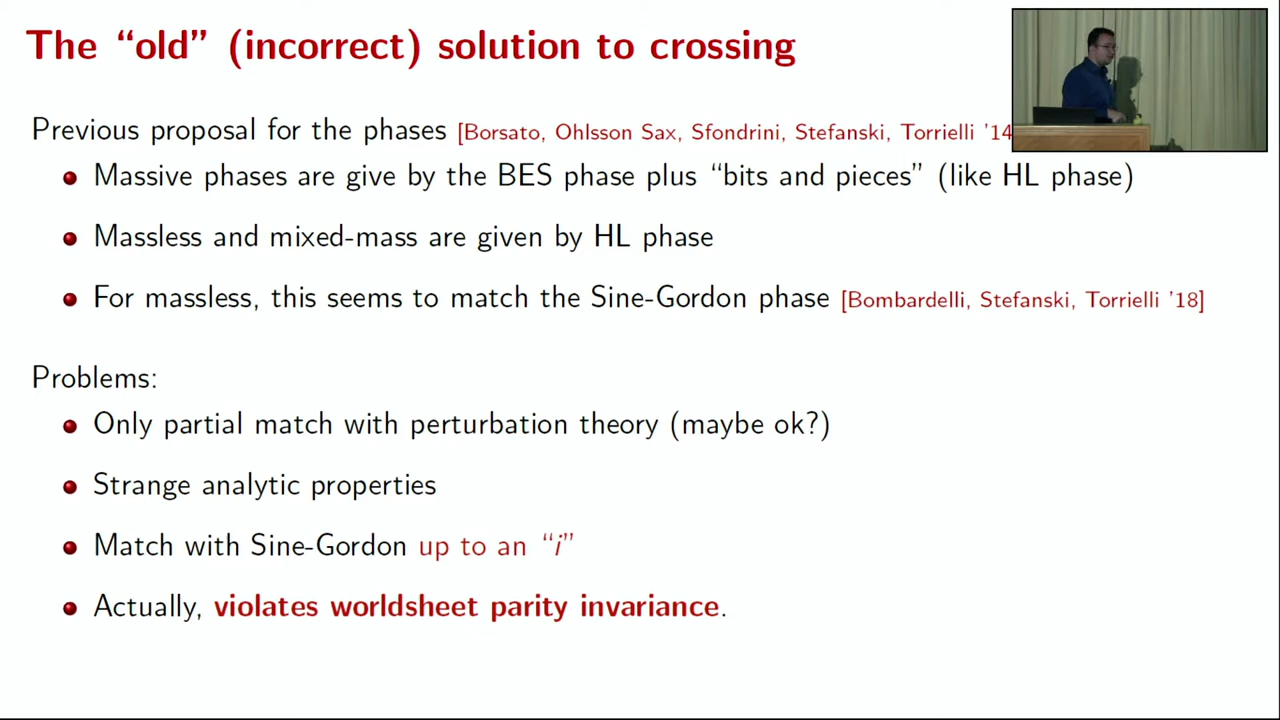 The “old” (incorrect) solution to crossing
Previous proposal for the phases [Borsato, Ohlsson Sax, Sfondrini, Stefanski, Torrielli '14
Massive phases are give by the BES phase plus “bits and pieces” (like HL phase)
Massless and mixed-mass are given by HL phase
For massless, this seems to match the Sine-Gordon phase [Bombardelli, Stefanski, Torrielli '18]
Problems:
Only partial match with perturbation theory (maybe ok?)
Strange analytic properties
Match with Sine-Gordon up to an “i”
Actually, violates worldsheet parity invariance.